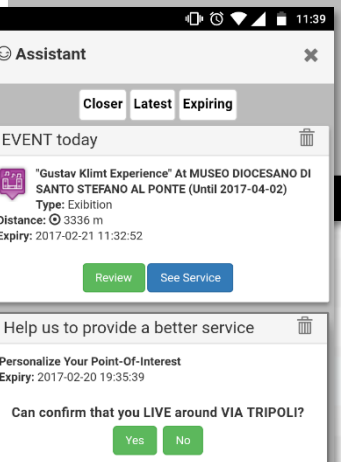 11:39
Assistant
Closer Latest Expiring
EVENT today
"Gustav Klimt Experience" At MUSEO DIOCESANO DI
SANTO STEFANO AL PONTE (Until 2017-04-02)
Type: Exibition
Distance: 3336 m
Expiry: 2017-02-21 11:32:52
Review See Service
Help us to provide a better service
Personalize Your Point-Of-Interest
Expiry: 2017-02-20 19:35:39
Can confirm that you LIVE around VIA TRIPOLI?
Yes No